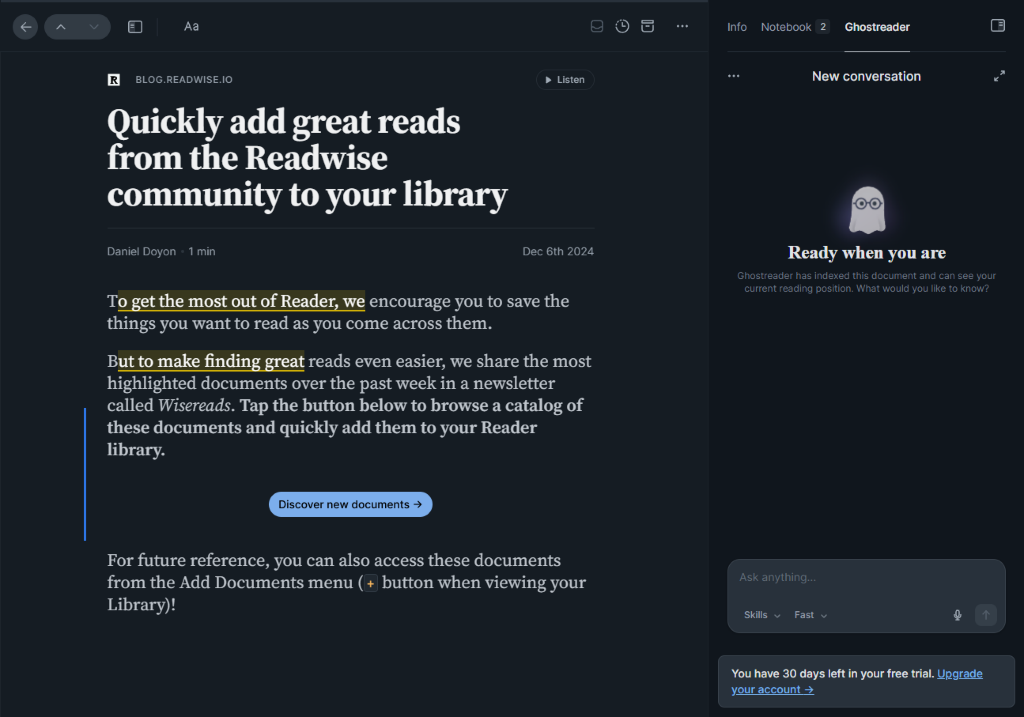 Aa
BLOG.READWISE.IO
Listen
Quickly add great reads
from the Readwise
community to your library
Daniel Doyon · 1 min
Dec 6th 2024
To get the most out of Reader, we encourage you to save the
things you want to read as you come across them.
But to make finding great reads even easier, we share the most
highlighted documents over the past week in a newsletter
called Wisereads. Tap the button below to browse a catalog of
these documents and quickly add them to your Reader
library.
Discover new documents →
For future reference, you can also access these documents
from the Add Documents menu (+ button when viewing your
Library)!
Info Notebook 2 Ghostreader
New conversation
Ready when you are
Ghostreader has indexed this document and can see your
current reading position. What would you like to know?
Ask anything...
Skills Fast
You have 30 days left in your free trial. Upgrade
your account →